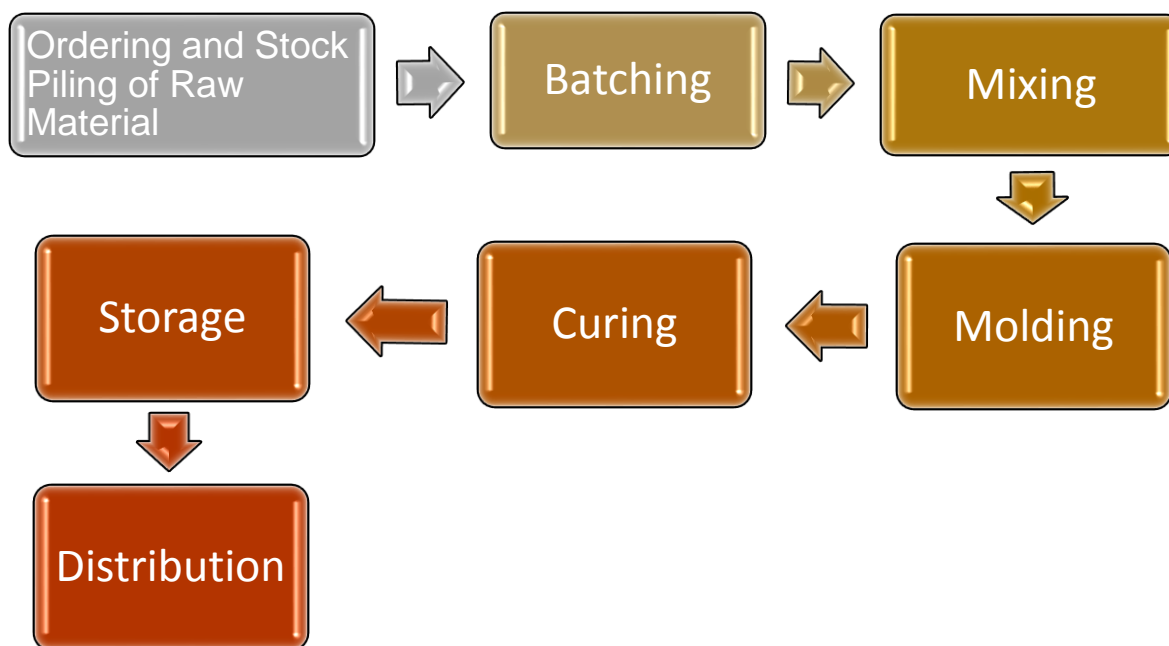 Ordering and Stock
Piling of Raw
Material
Batching
Mixing
Molding
Curing
Storage
Distribution